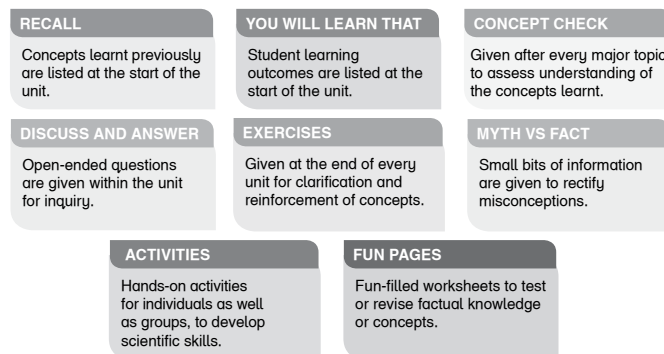 RECALL
Concepts learnt previously
are listed at the start of the
unit.
YOU WILL LEARN THAT
Student learning
outcomes are listed at the
start of the unit.
CONCEPT CHECK
Given after every major topic
to assess understanding of
the concepts learnt.
DISCUSS AND ANSWER
Open-ended questions
are given within the unit
for inquiry.
EXERCISES
Given at the end of every
unit for clarification and
reinforcement of concepts.
MYTH VS FACT
Small bits of information
are given to rectify
misconceptions.
ACTIVITIES
Hands-on activities
for individuals as well
as groups, to develop
scientific skills.
FUN PAGES
Fun-filled worksheets to test
or revise factual knowledge
or concepts.